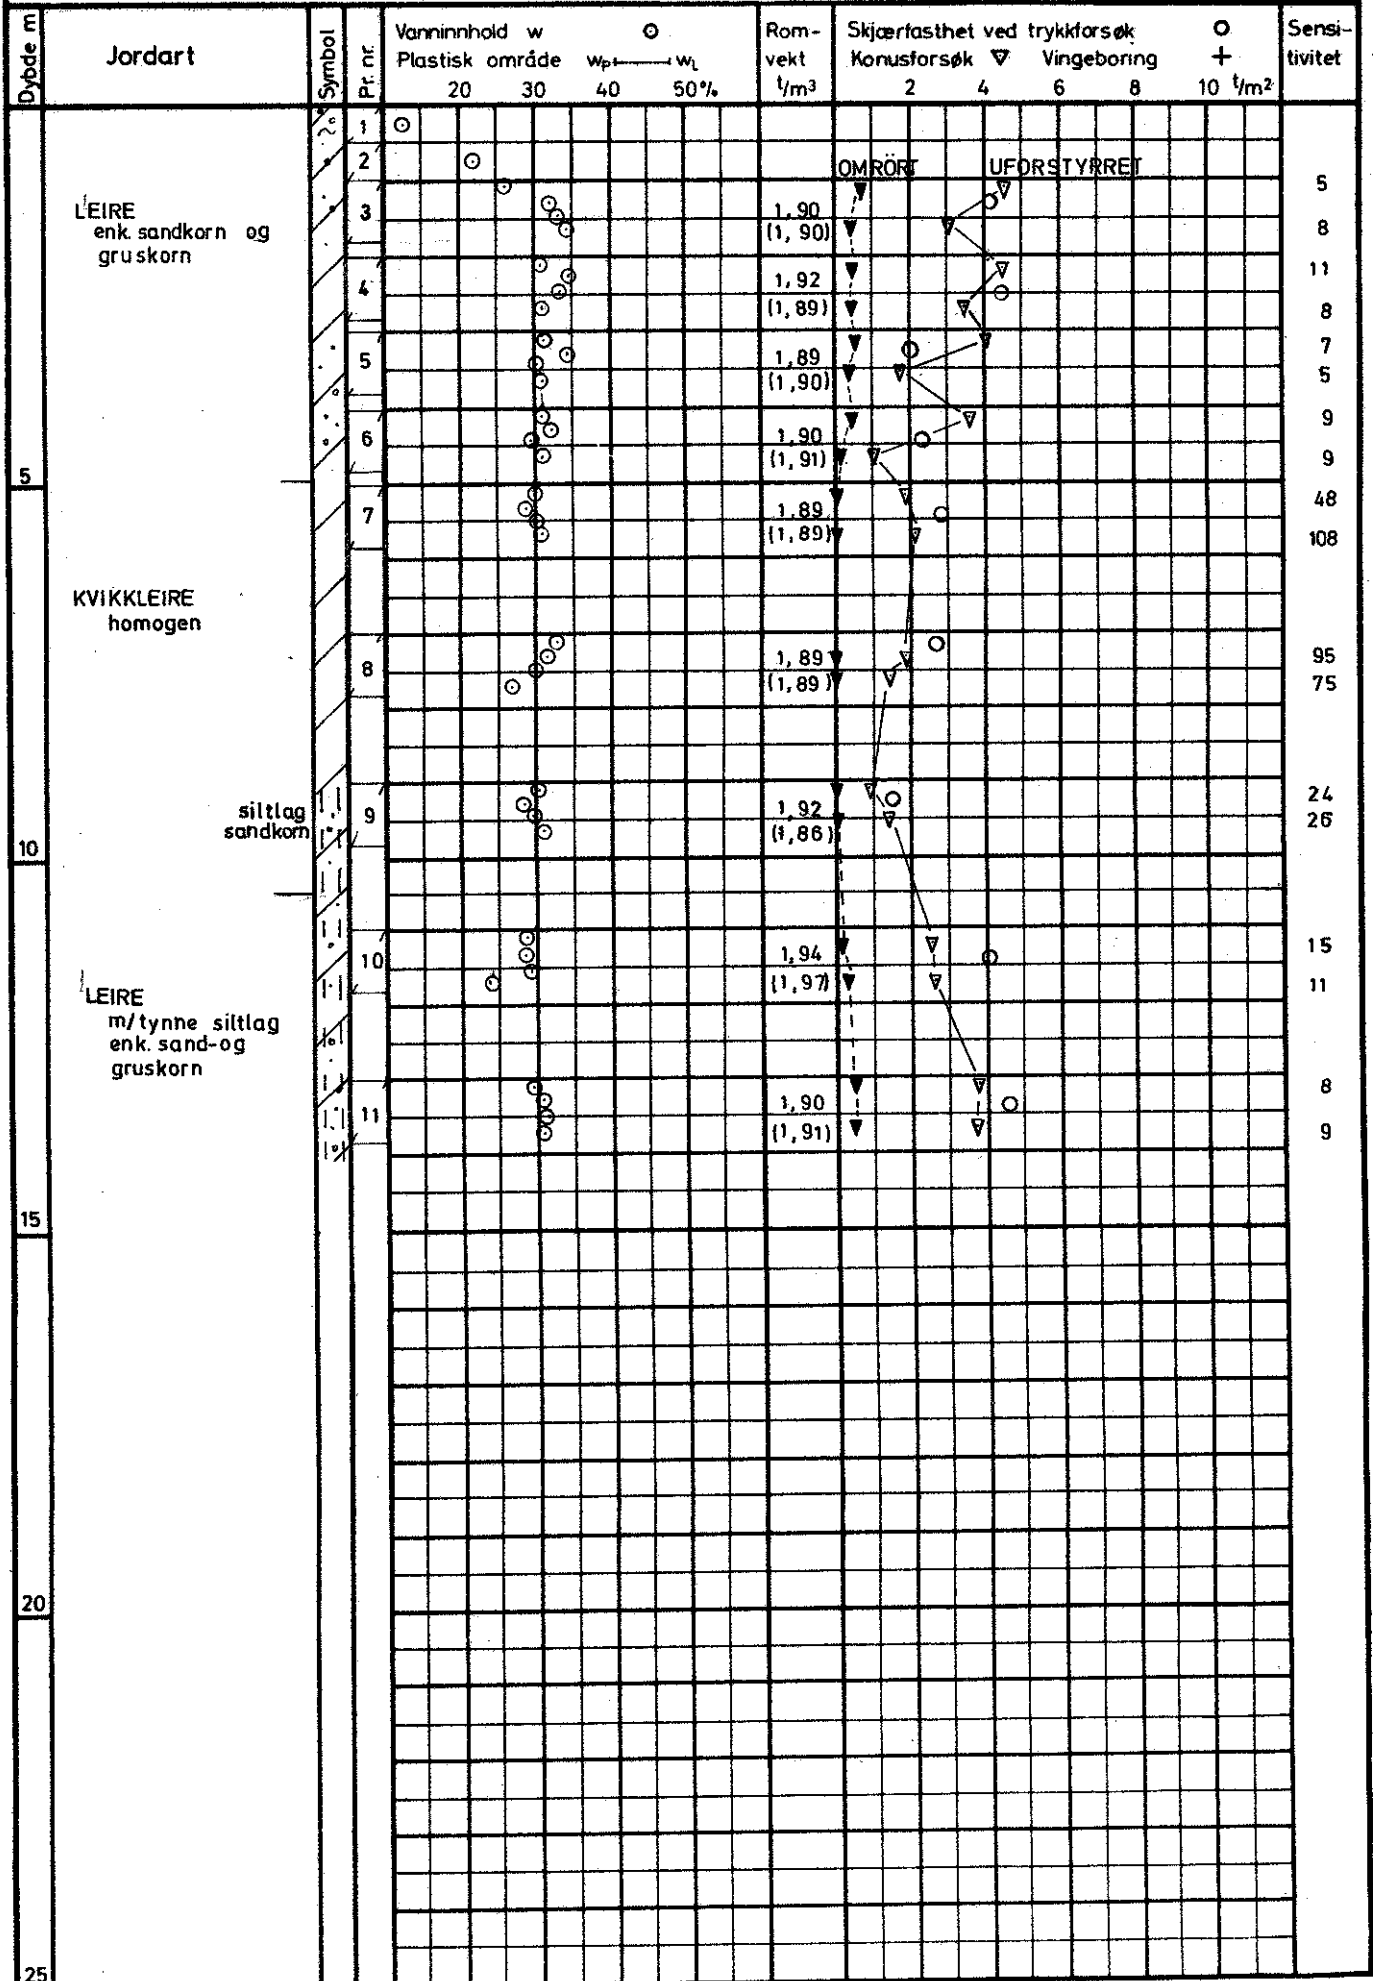 Dybde m
Jordart
Symbol
Pr. nr.
Vanninnhold w
Plastisk område wp wl
20 30 40 50%
Rom-
vekt
t/m³
Skjærfasthet ved trykkforsøk
Konusforsøk Vingeboring +
2 4 6 8 10 t/m²
Sensi-
tivitet
1
2
OMRÖRT UFORSTYRRET
5
LEIRE
enk. sandkorn og
gruskorn
3
1,90
(1,90)
8
4
1,92
(1,89)
11
8
5
1,89
(1,90)
7
5
6
1,90
(1,91)
9
9
5
7
1,89
(1,89)
48
108
KVIKKLEIRE
homogen
8
1,89
(1,89)
95
75
siltlag
sandkorn
9
1,92
(1,86)
24
26
10
10
1,94
(1,97)
15
11
LEIRE
m/tynne siltlag
enk. sand-og
gruskorn
11
1,90
(1,91)
8
9
15
20
25